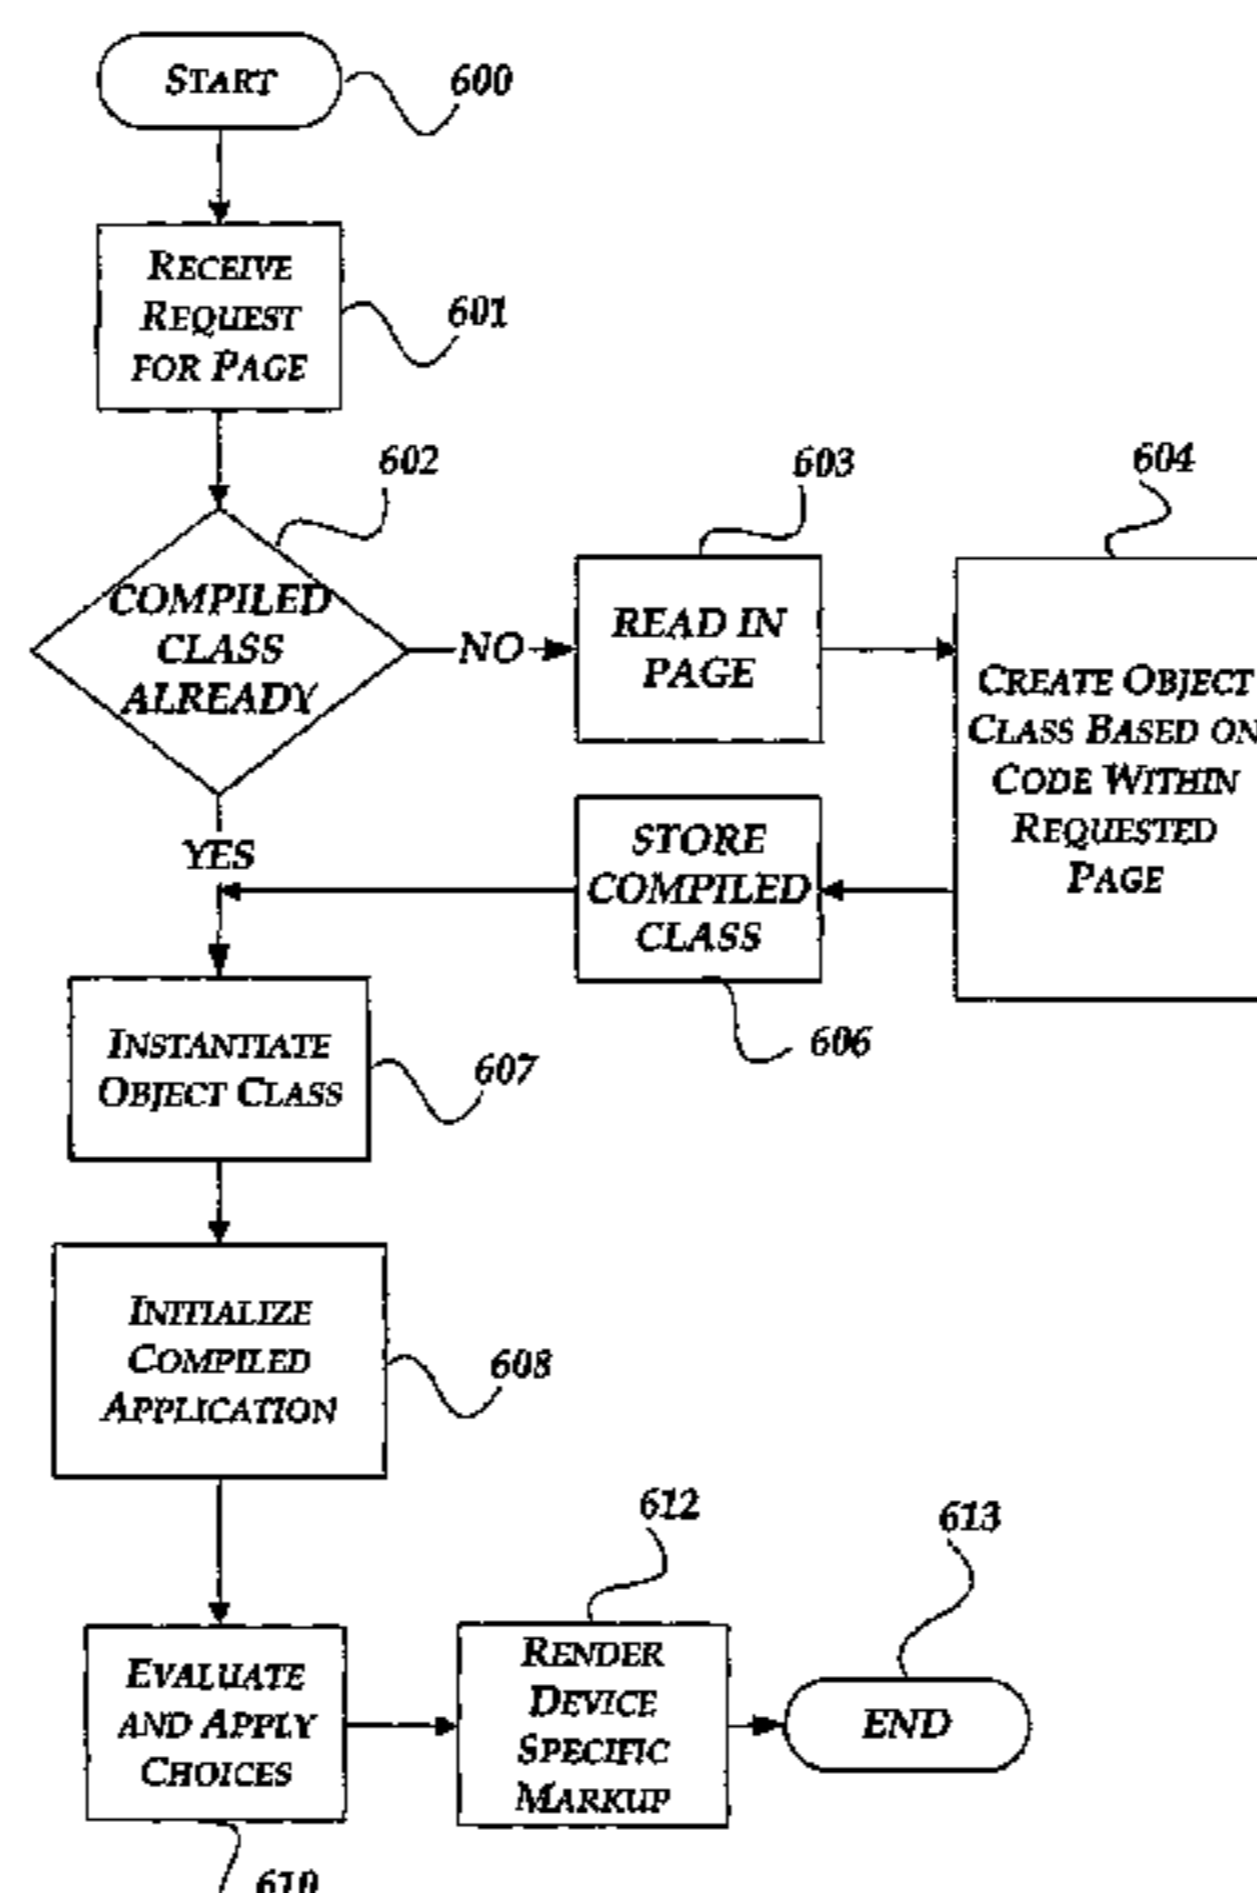 START
600
RECEIVE
REQUEST
FOR PAGE
601
602
COMPILED
CLASS
ALREADY
NO
603
READ IN
PAGE
604
CREATE OBJECT
CLASS BASED ON
CODE WITHIN
REQUESTED
PAGE
YES
STORE
COMPILED
CLASS
606
INSTANTIATE
OBJECT CLASS
607
INITIALIZE
COMPILED
APPLICATION
608
EVALUATE
AND APPLY
CHOICES
610
612
RENDER
DEVICE
SPECIFIC
MARKUP
613
END